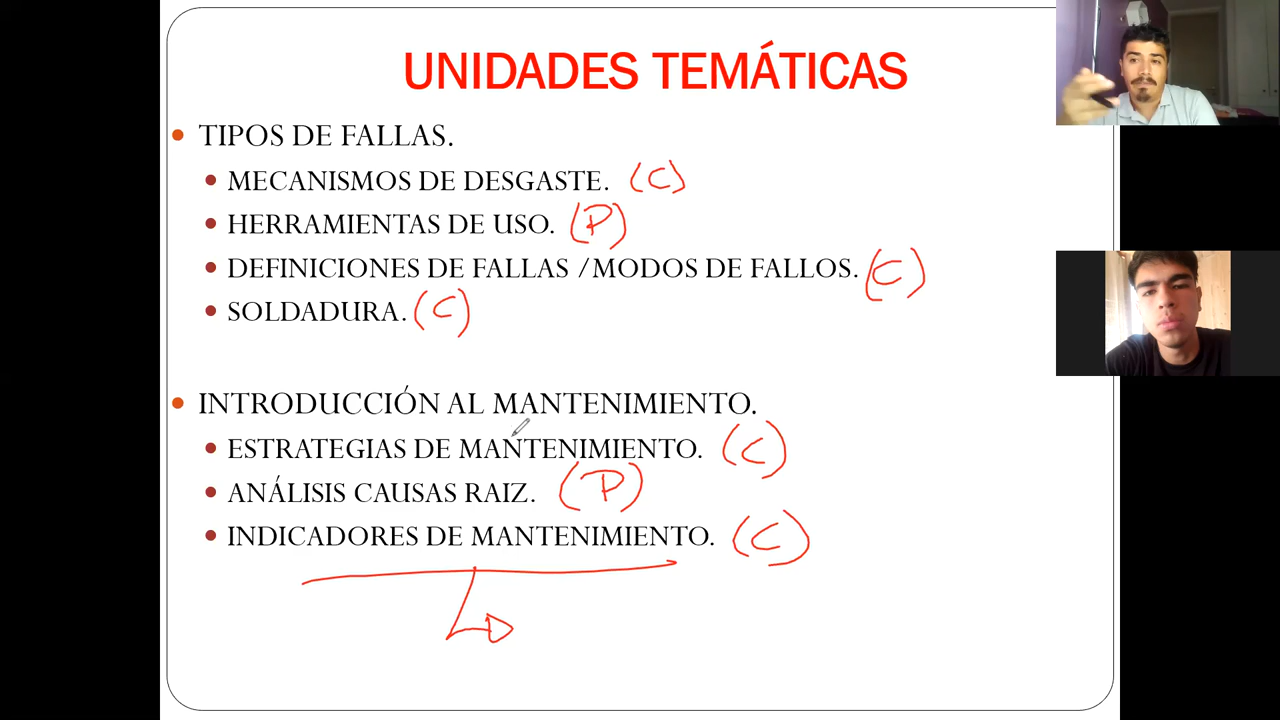 UNIDADES TEMÁTICAS
• TIPOS DE FALLAS.
• MECANISMOS DE DESGASTE. (C)
• HERRAMIENTAS DE USO. (P)
• DEFINICIONES DE FALLAS /MODOS DE FALLOS. (C)
• SOLDADURA. (C)
• INTRODUCCIÓN AL MANTENIMIENTO.
• ESTRATEGIAS DE MANTENIMIENTO. (C)
• ANÁLISIS CAUSAS RAIZ. (P)
• INDICADORES DE MANTENIMIENTO. (C)